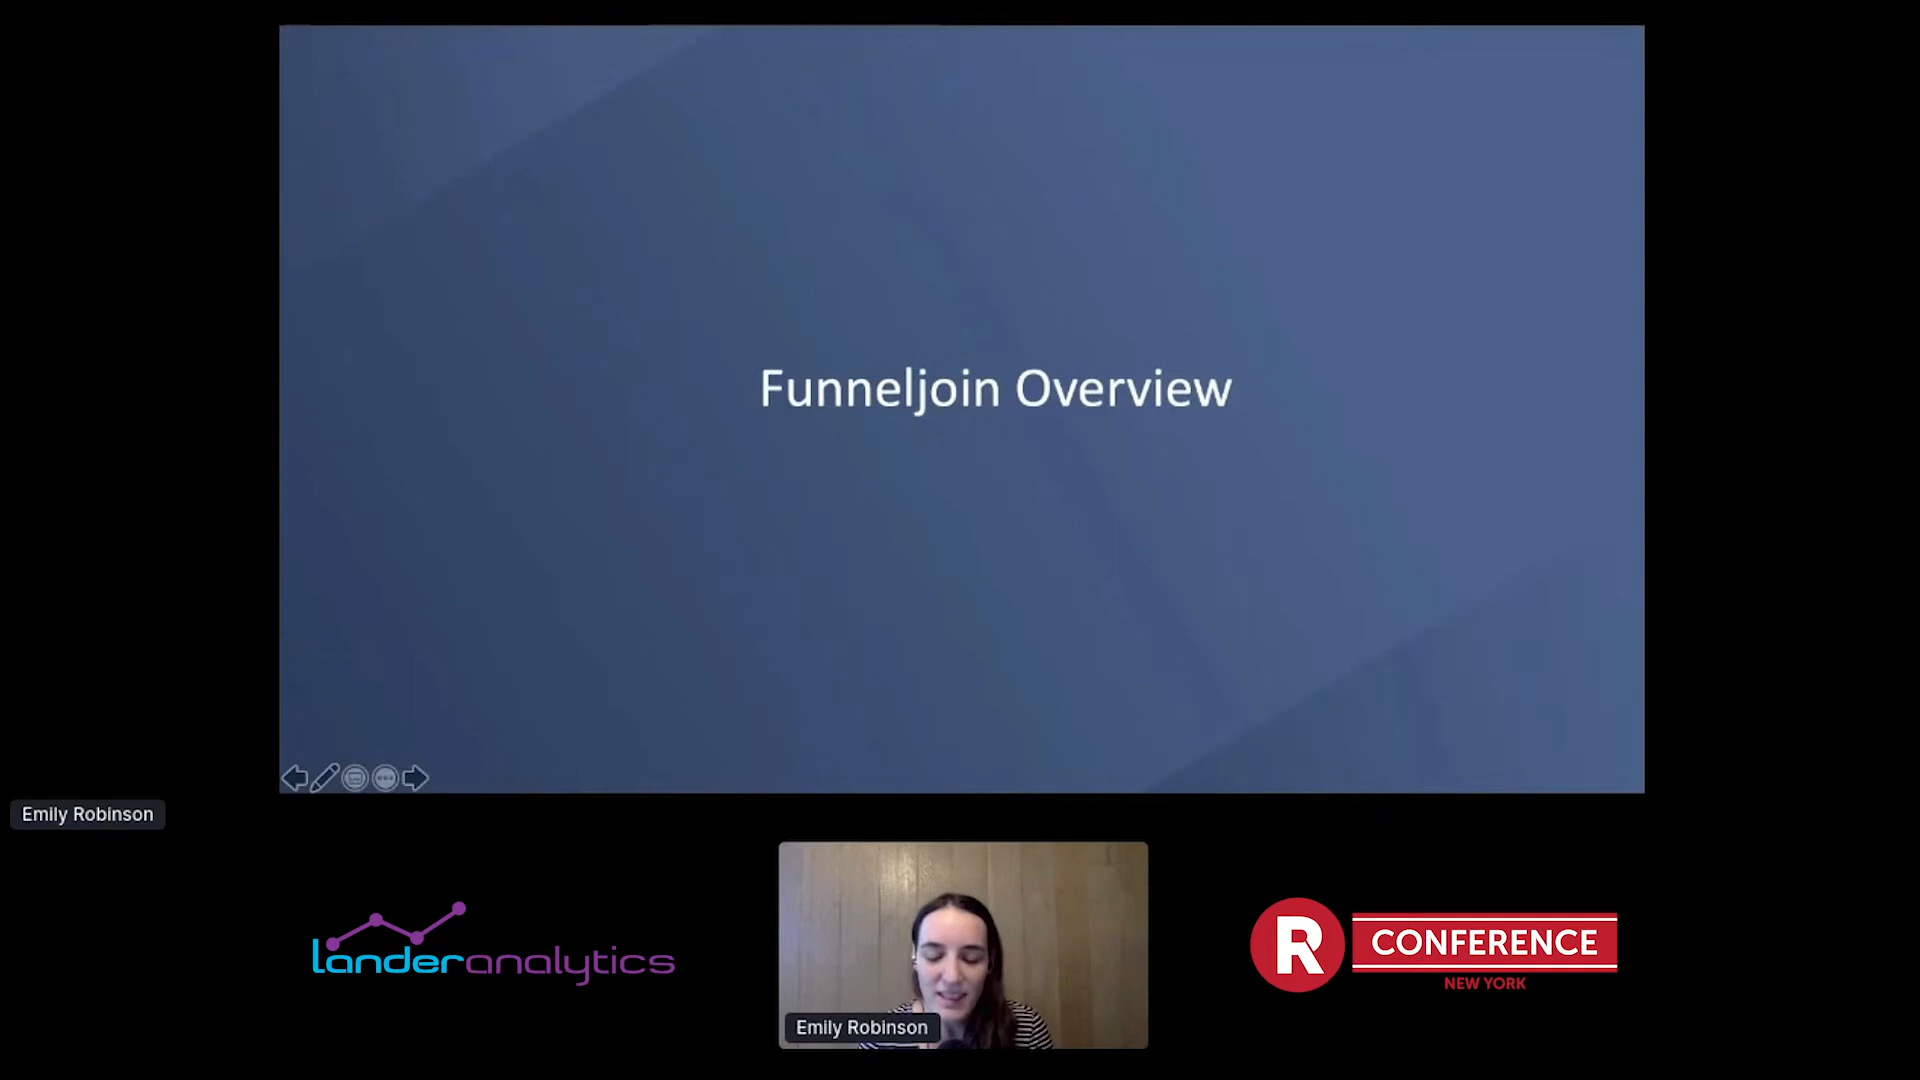 Funneljoin Overview
Emily Robinson
landeranalytics
Emily Robinson
R CONFERENCE
NEW YORK